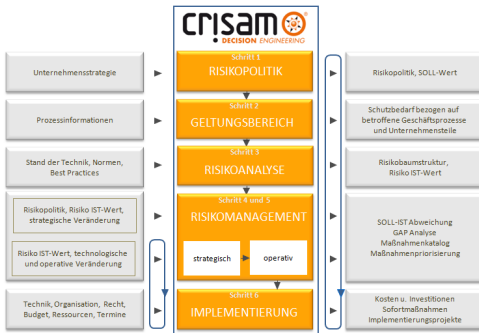 crisam
DECISION ENGINEERING
Unternehmensstrategie
Schritt 1
RISIKOPOLITIK
Risikopolitik, SOLL-Wert
Prozessinformationen
Schritt 2
GELTUNGSBEREICH
Schutzbedarf bezogen auf
betroffene Geschäftsprozesse
und Unternehmensteile
Stand der Technik, Normen,
Best Practices
Schritt 3
RISIKOANALYSE
Risikobaumstruktur,
Risiko IST-Wert
Risikopolitik, Risiko IST-Wert,
strategische Veränderung
Risiko IST-Wert, technologische
und operative Veränderung
Schritt 4 und 5
RISIKOMANAGEMENT
strategisch
operativ
SOLL-IST Abweichung
GAP Analyse
Maßnahmenkatalog
Maßnahmenpriorisierung
Technik, Organisation, Recht,
Budget, Ressourcen, Termine
Schritt 6
IMPLEMENTIERUNG
Kosten u. Investitionen
Sofortmaßnahmen
Implementierungsprojekte